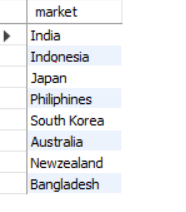 market
India
Indonesia
Japan
Philiphines
South Korea
Australia
Newzealand
Bangladesh